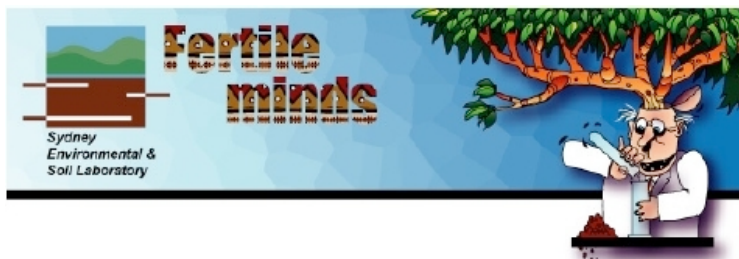 Fertile
minds
Sydney
Environmental &
Soil Laboratory